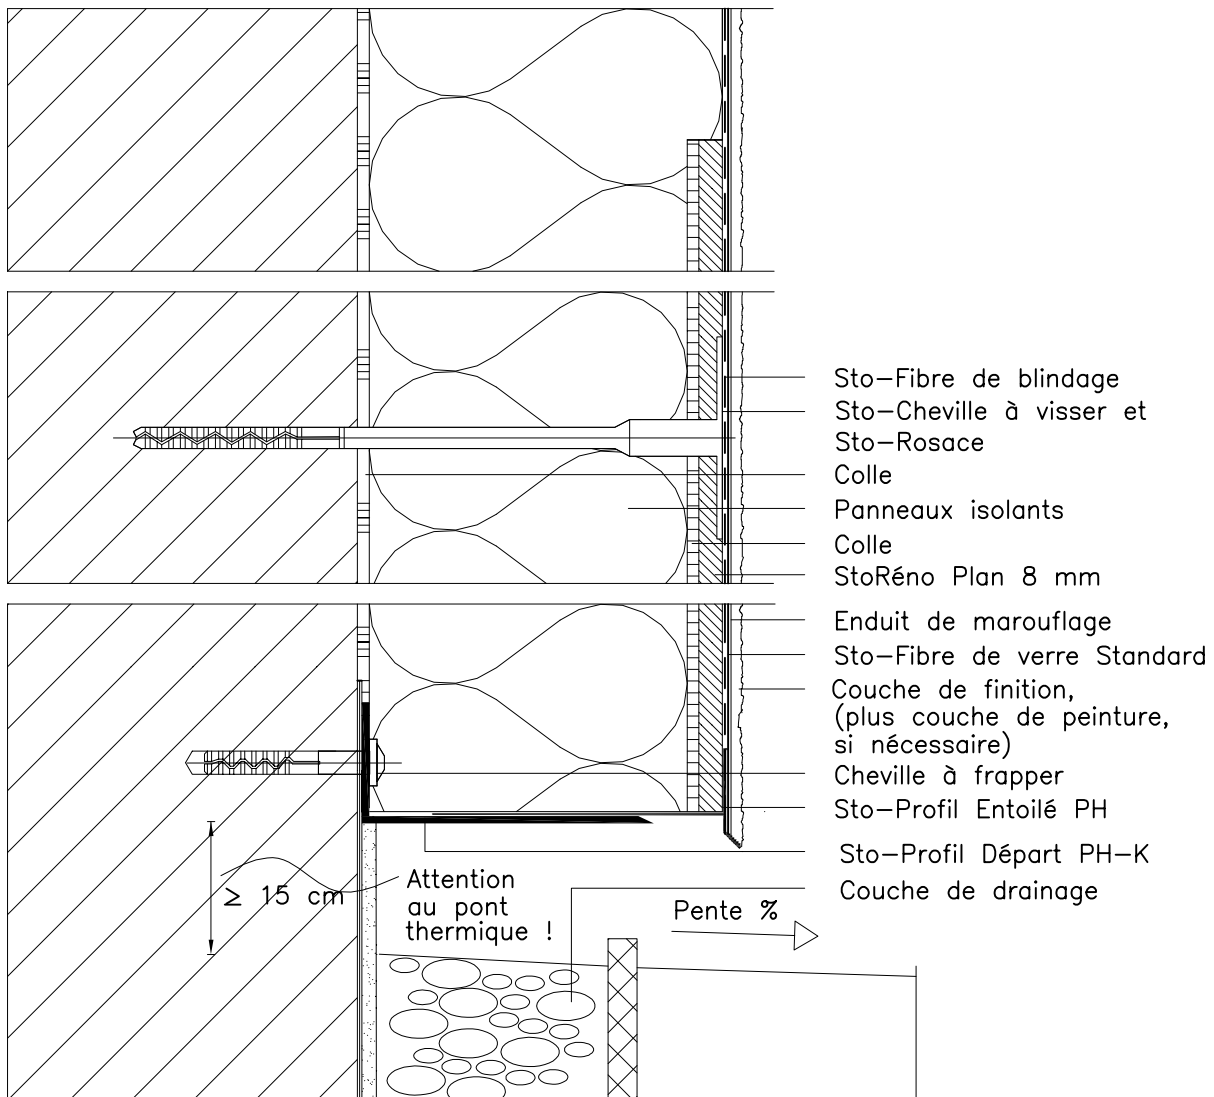 Sto-Fibre de blindage
Sto-Cheville à visser et
Sto-Rosace
Colle
Panneaux isolants
Colle
StoRéno Plan 8 mm
Enduit de marouflage
Sto-Fibre de verre Standard
Couche de finition,
(plus couche de peinture,
si nécessaire)
Cheville à frapper
Sto-Profil Entoilé PH
Sto-Profil Départ PH-K
Couche de drainage
≥ 15 cm
Attention
au pont
thermique !
Pente %